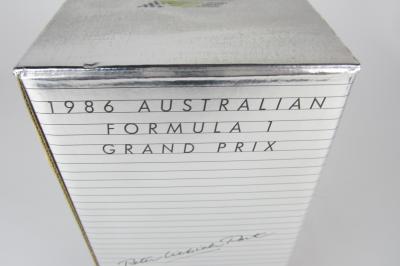 1986 AUSTRALIAN
FORMULA 1
GRAND PRIX